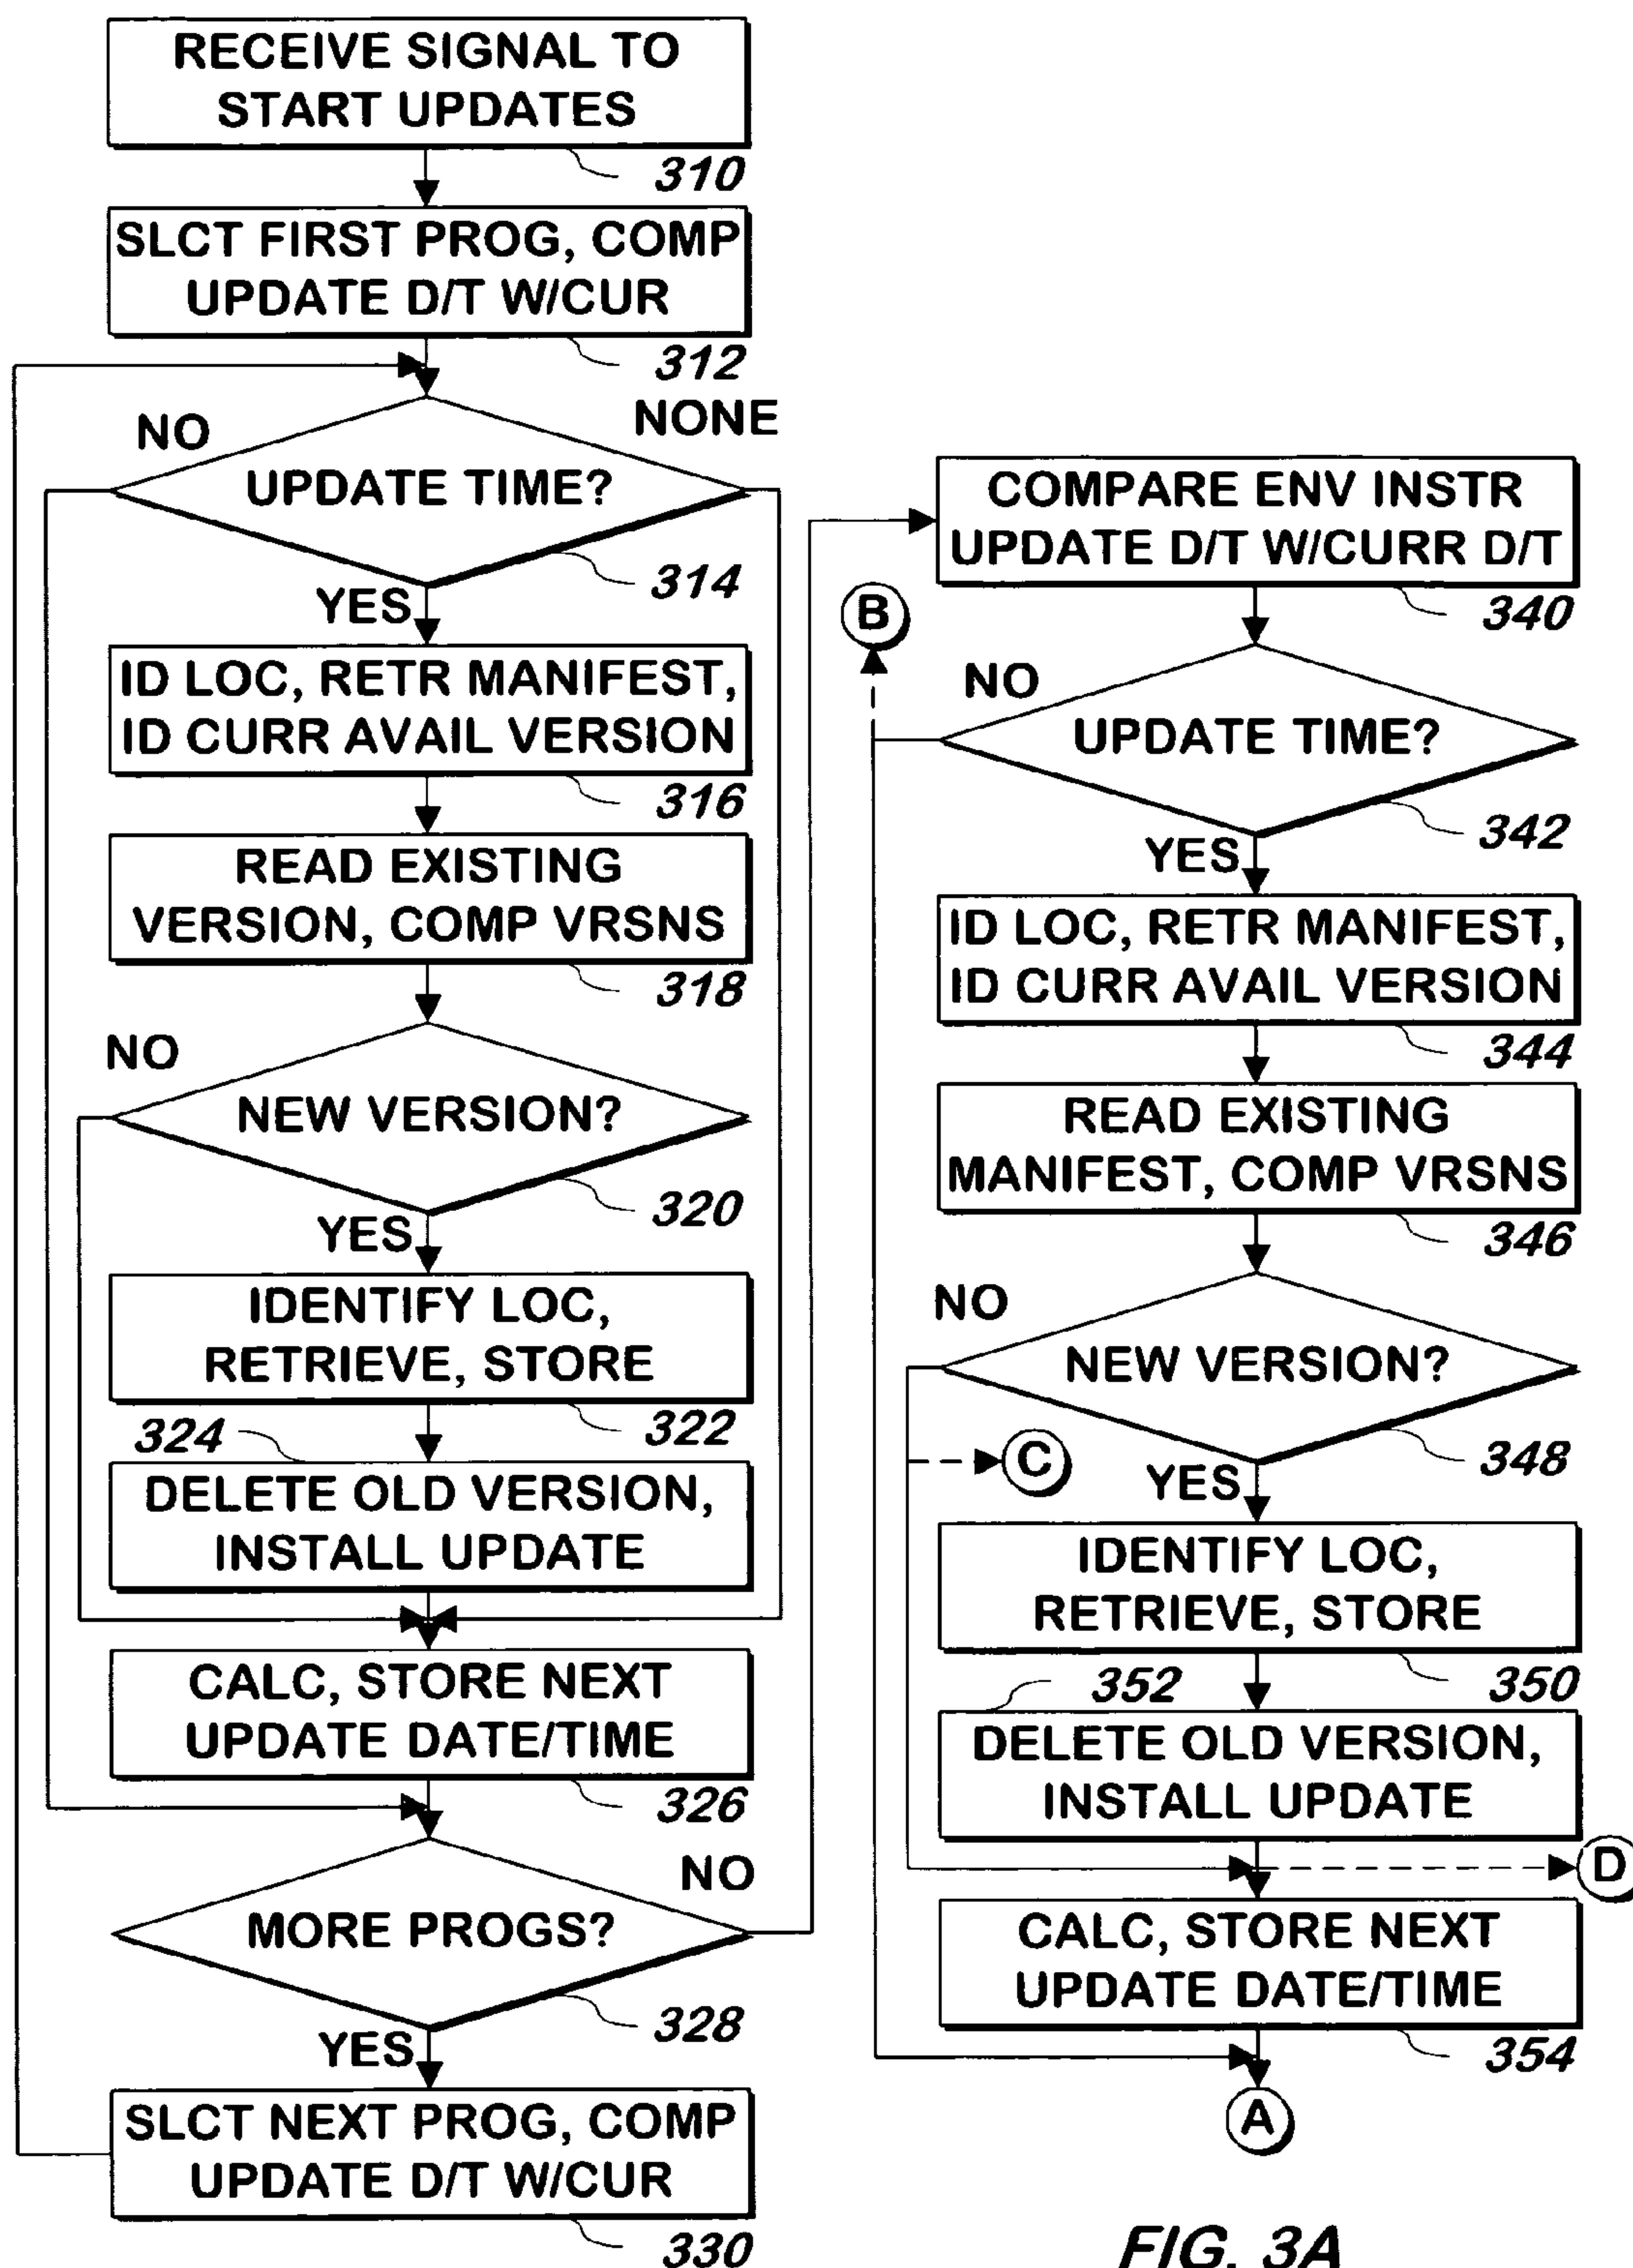 RECEIVE SIGNAL TO
START UPDATES
310
SLCT FIRST PROG, COMP
UPDATE D/T W/CUR
312
NO
NONE
UPDATE TIME?
314
YES
ID LOC, RETR MANIFEST,
ID CURR AVAIL VERSION
316
READ EXISTING
VERSION, COMP VRSNS
318
NO
NEW VERSION?
320
YES
IDENTIFY LOC,
RETRIEVE, STORE
322
324
DELETE OLD VERSION,
INSTALL UPDATE
CALC, STORE NEXT
UPDATE DATE/TIME
326
NO
MORE PROGS?
328
YES
SLCT NEXT PROG, COMP
UPDATE D/T W/CUR
330
COMPARE ENV INSTR
UPDATE D/T W/CURR D/T
340
B
NO
UPDATE TIME?
342
YES
ID LOC, RETR MANIFEST,
ID CURR AVAIL VERSION
344
READ EXISTING
MANIFEST, COMP VRSNS
346
NO
NEW VERSION?
348
C
YES
IDENTIFY LOC,
RETRIEVE, STORE
350
352
DELETE OLD VERSION,
INSTALL UPDATE
D
CALC, STORE NEXT
UPDATE DATE/TIME
354
A
FIG. 3A